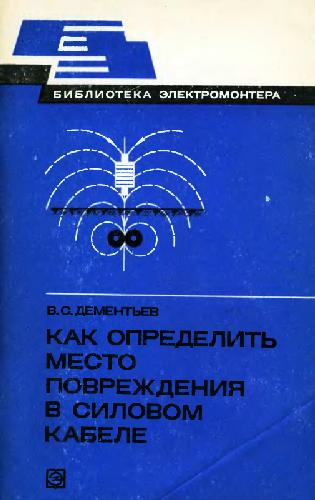 БИБЛИОТЕКА ЭЛЕКТРОМОНТЕРА
В.С.ДЕМЕНТЬЕВ
КАК ОПРЕДЕЛИТЬ
МЕСТО
ПОВРЕЖДЕНИЯ
В СИЛОВОМ
КАБЕЛЕ